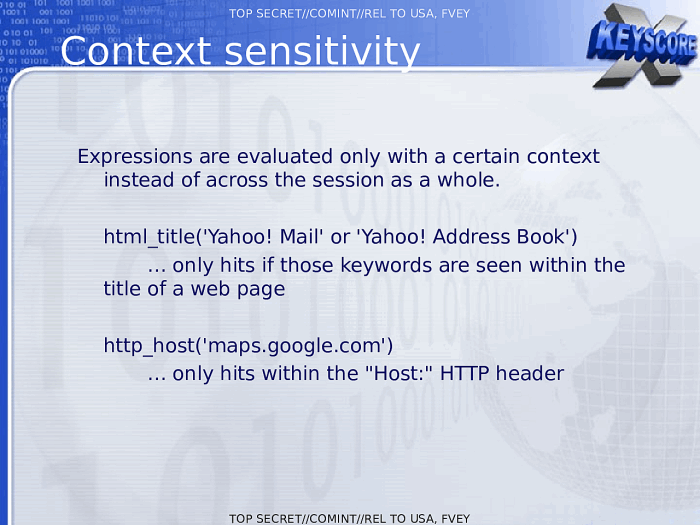 TOP SECRET//COMINT//REL TO USA, FVEY
Context sensitivity
X
KEYSCORE
Expressions are evaluated only with a certain context
instead of across the session as a whole.
html_title('Yahoo! Mail' or 'Yahoo! Address Book')
... only hits if those keywords are seen within the
title of a web page
http_host('maps.google.com')
... only hits within the "Host:" HTTP header
TOP SECRET//COMINT//REL TO USA, FVEY